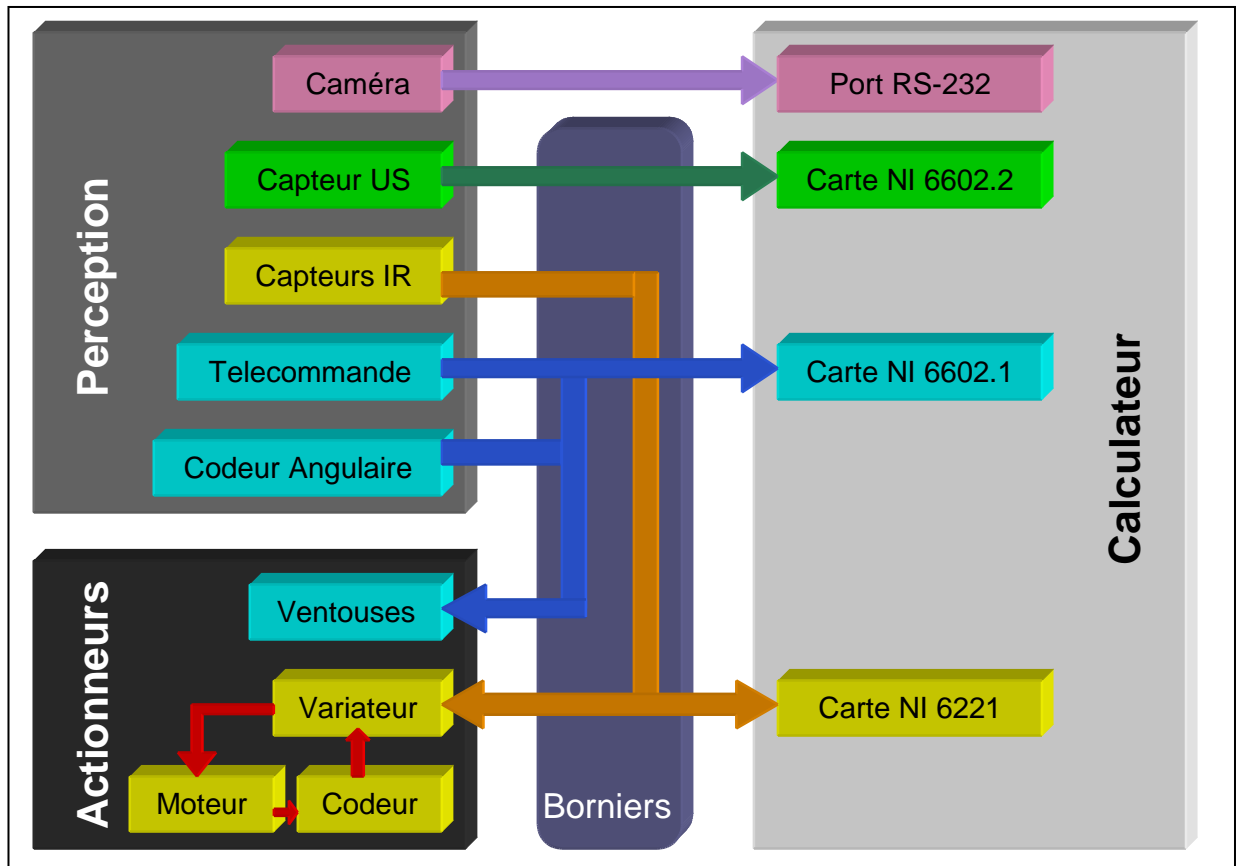 Perception
Caméra
Capteur US
Capteurs IR
Telecommande
Codeur Angulaire
Actionneurs
Ventouses
Variateur
Moteur
Codeur
Borniers
Calculateur
Port RS-232
Carte NI 6602.2
Carte NI 6602.1
Carte NI 6221